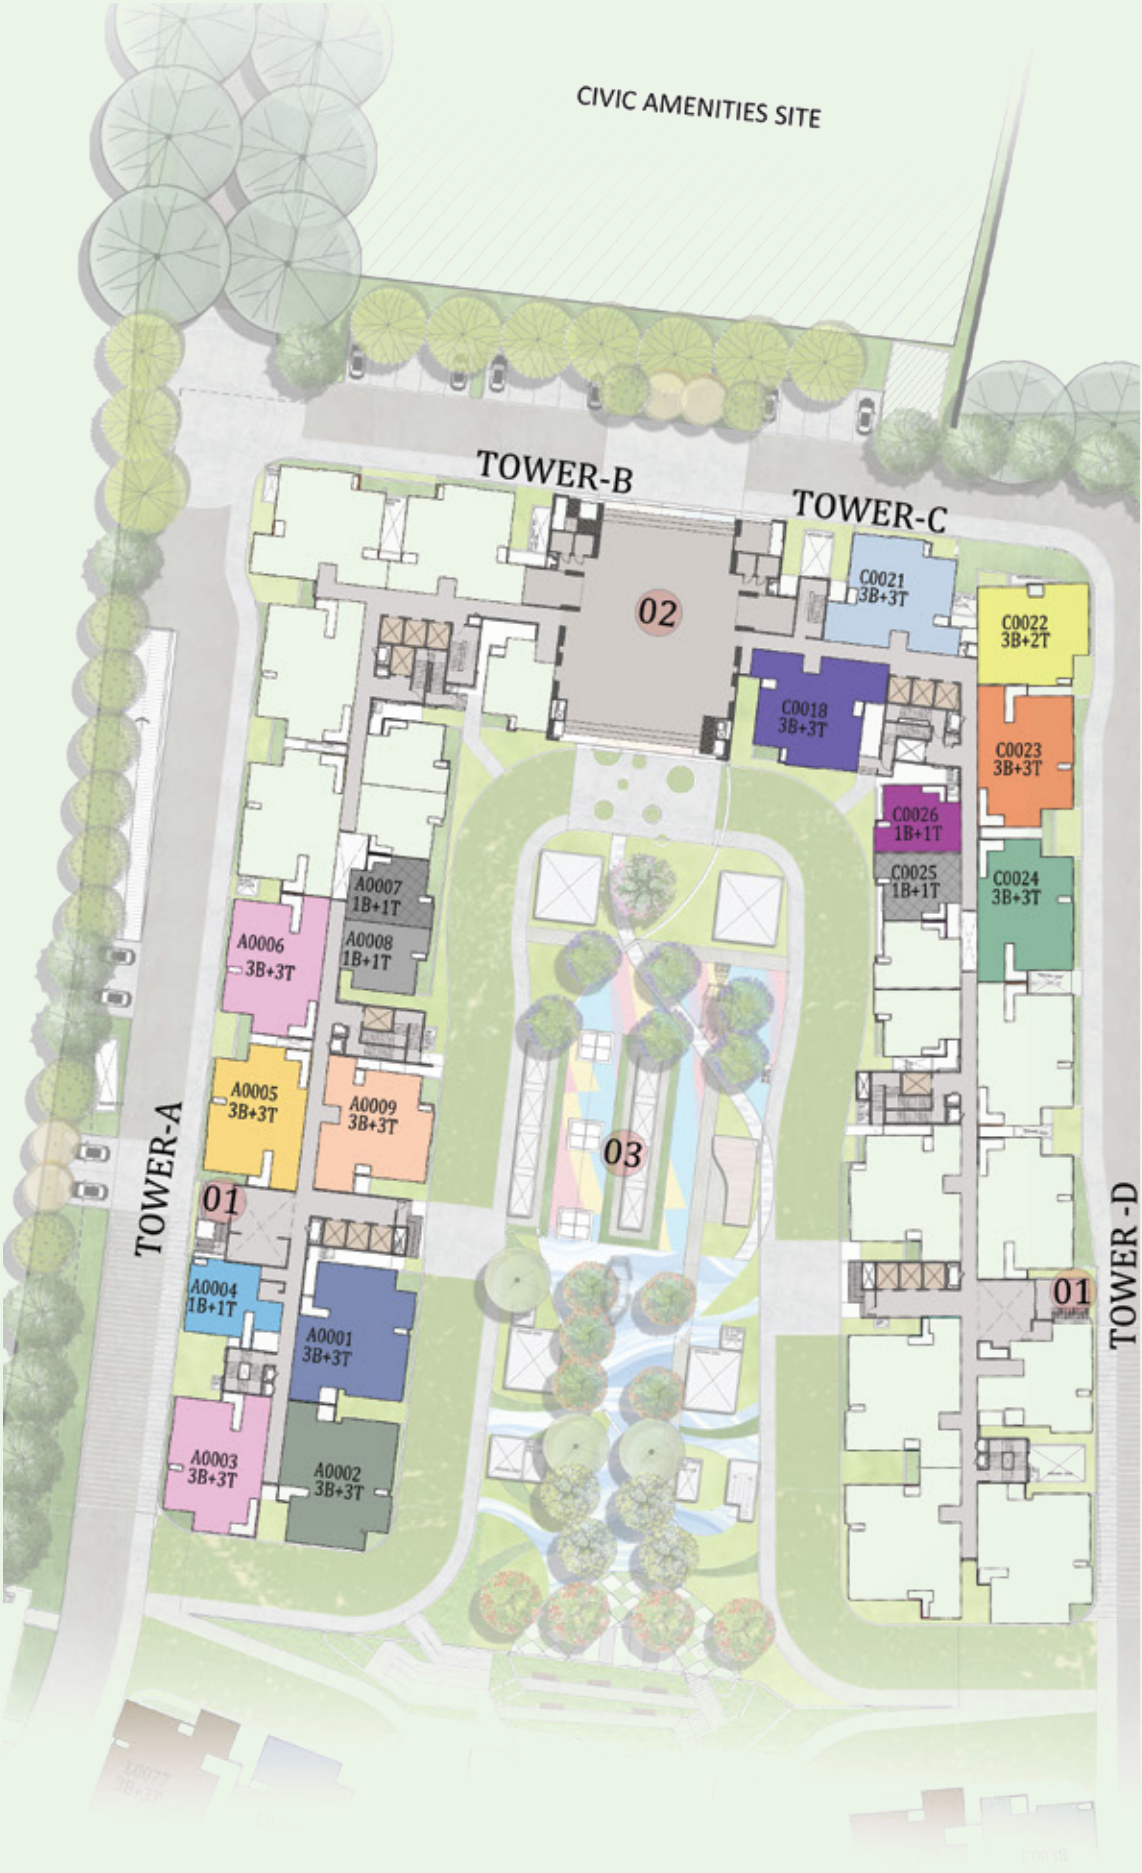 CIVIC AMENITIES SITE
TOWER-B
TOWER-C
C0021
3B+3T
02
C0022
3B+2T
C0018
3B+3T
C0023
3B+3T
C0026
1B+1T
C0025
1B+1T
C0024
3B+3T
A0007
1B+1T
A0006
3B+3T
A0008
1B+1T
A0005
3B+3T
A0009
3B+3T
TOWER-A
01
03
A0004
1B+1T
A0001
3B+3T
01
TOWER -D
A0003
3B+3T
A0002
3B+3T
3B+3T